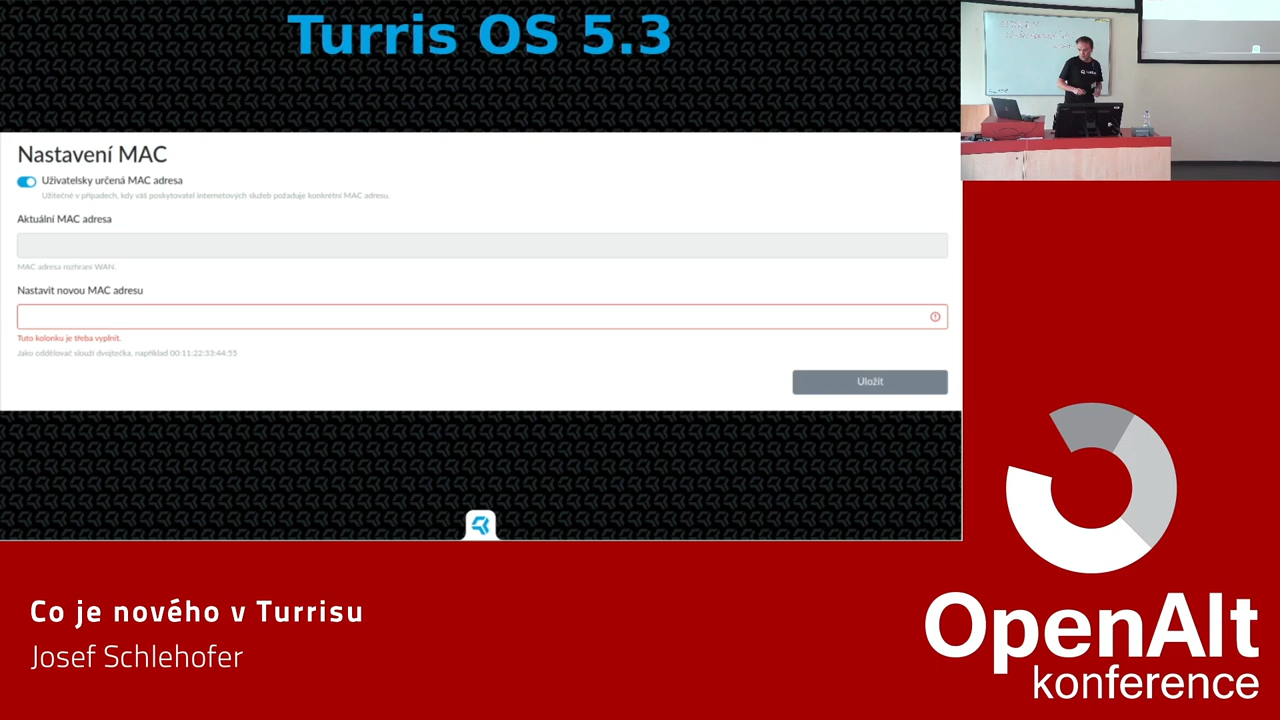 Turris OS 5.3
Nastavení MAC
Uživatelsky určená MAC adresa
Užitečné v případech, kdy váš poskytovatel internetových služeb požaduje konkrétní MAC adresu.
Aktuální MAC adresa
MAC adresa rozhraní WAN.
Nastavit novou MAC adresu
Tuto kolonku je třeba vyplnit.
Jako oddělovač slouží dvojtečka, například 00:11:22:33:44:55
Uložit
Co je nového v Turrisu
Josef Schlehofer
OpenAlt
konference